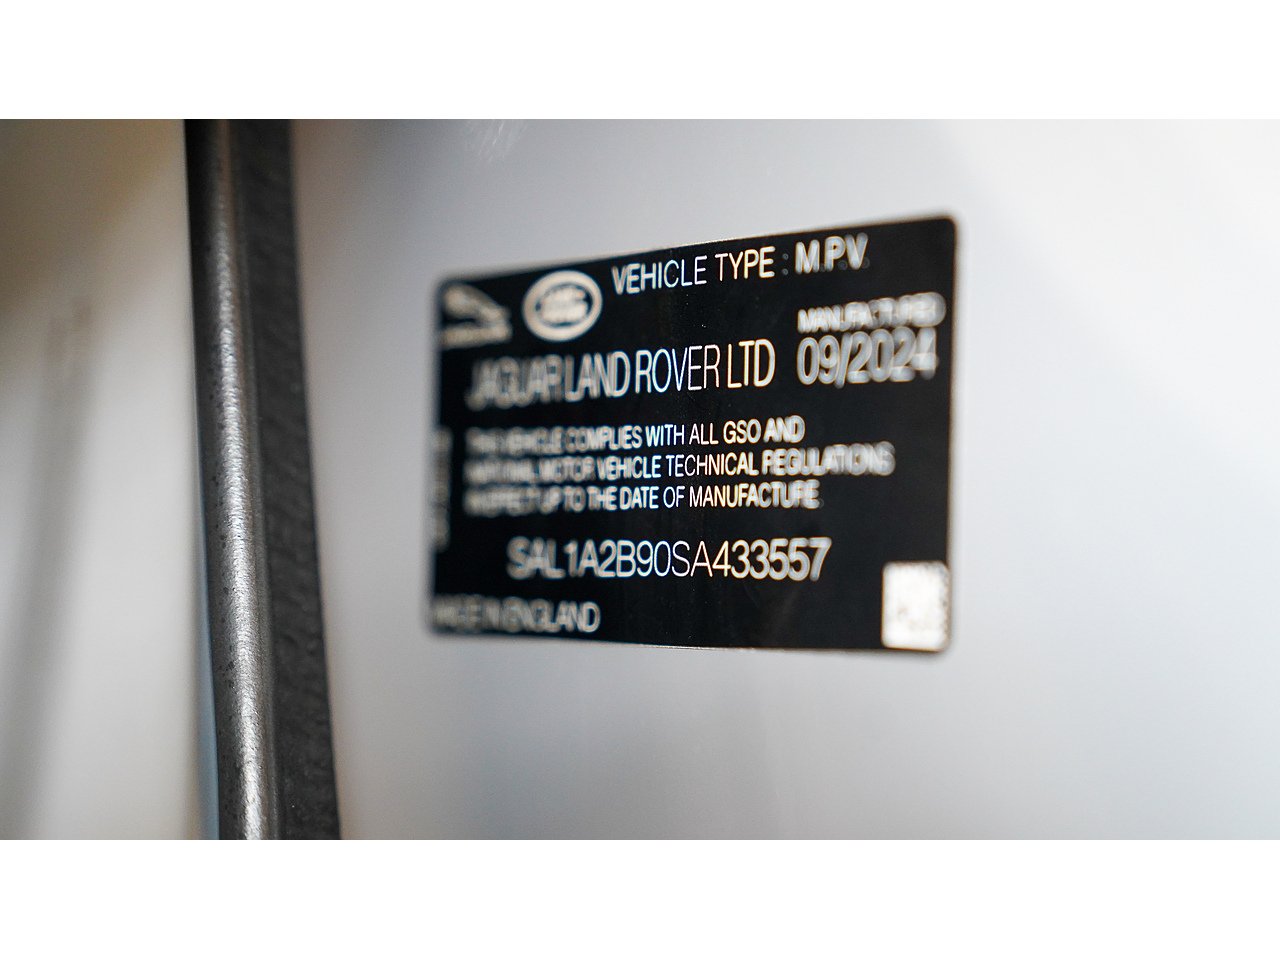 VEHICLE TYPE : M.P.V.
MANUFACTURED
JAGUAR LAND ROVER LTD 09/2024
THIS VEHICLE COMPLIES WITH ALL GSO AND
NATIONAL MOTOR VEHICLE TECHNICAL REGULATIONS
IN EFFECT UP TO THE DATE OF MANUFACTURE
SAL1A2B90SA433557
MADE IN ENGLAND